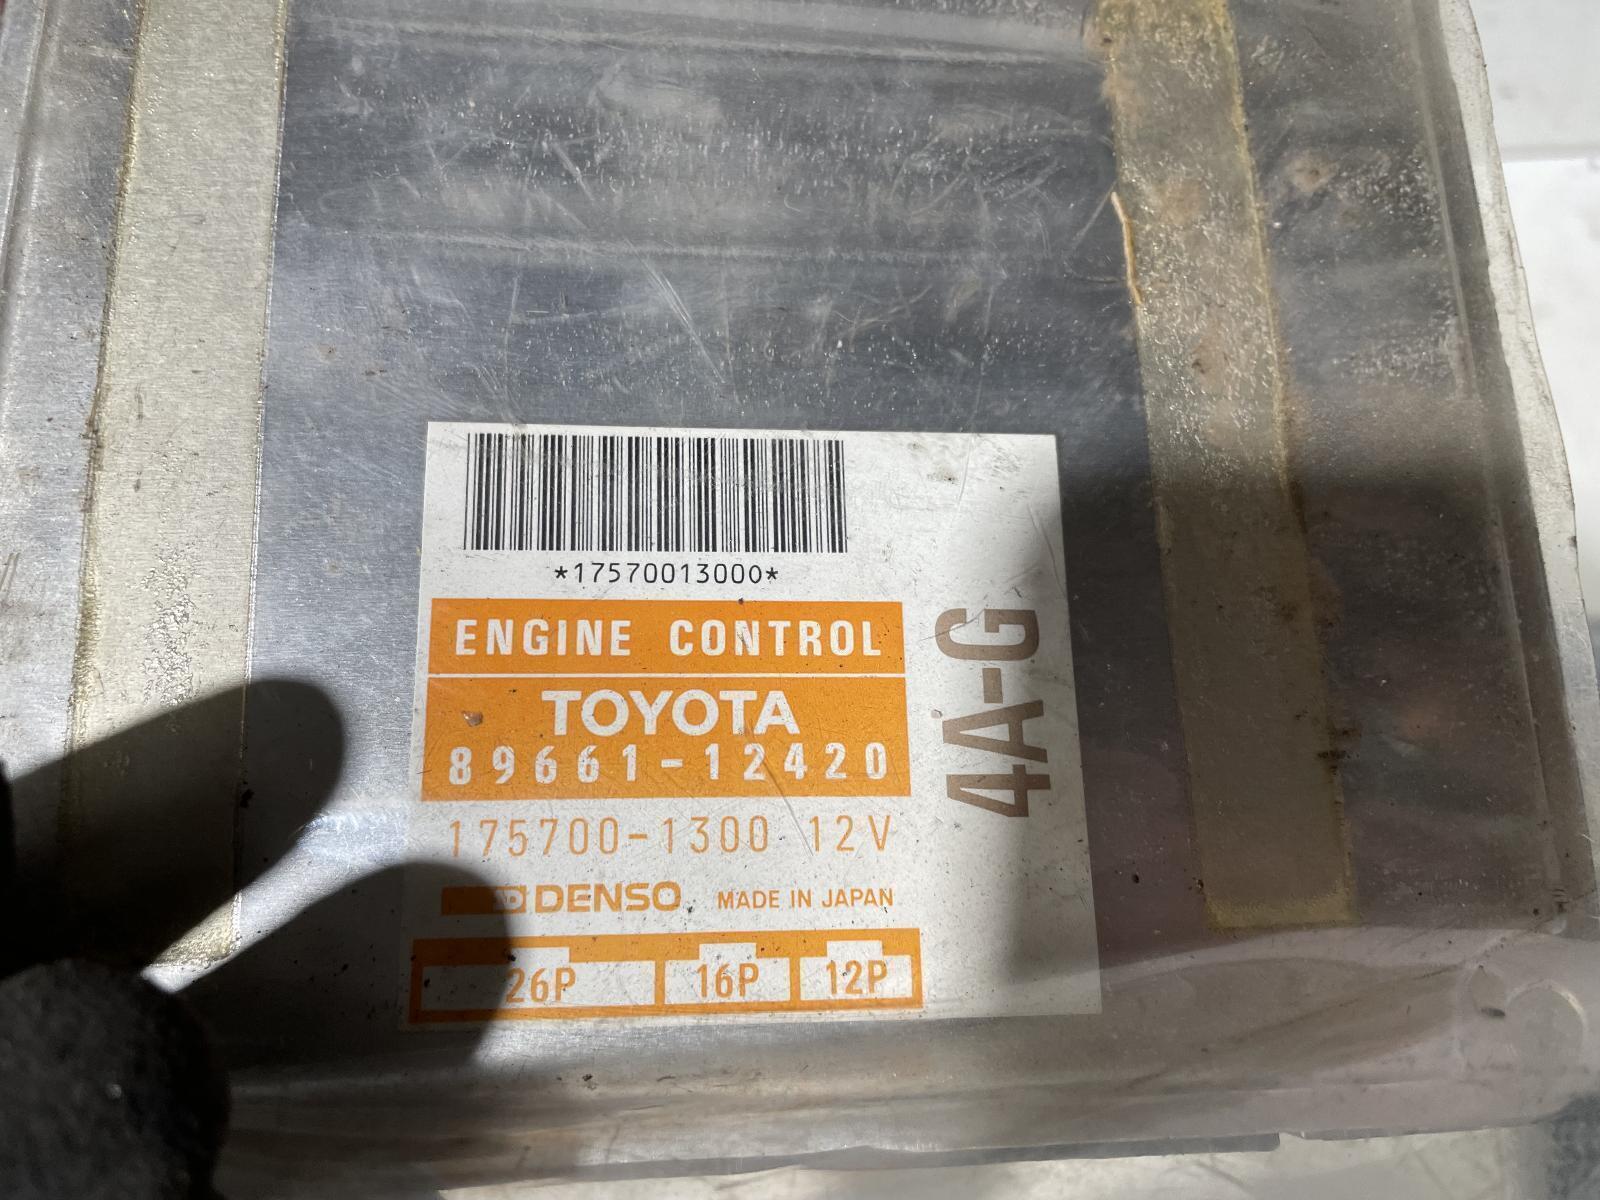 *17570013000*
ENGINE CONTROL
TOYOTA
89661-12420
175700-1300 12V
DENSO MADE IN JAPAN
26P 16P 12P
4A-G